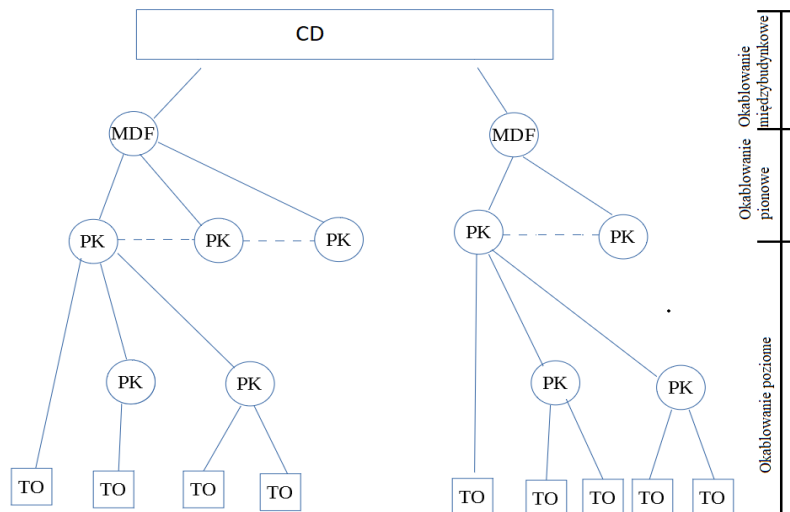 CD
MDF
MDF
PK
PK
PK
PK
PK
PK
PK
PK
PK
TO
TO
TO
TO
TO
TO
TO
TO
TO
Okablowanie
międzybudynkowe
Okablowanie
pionowe
Okablowanie poziome